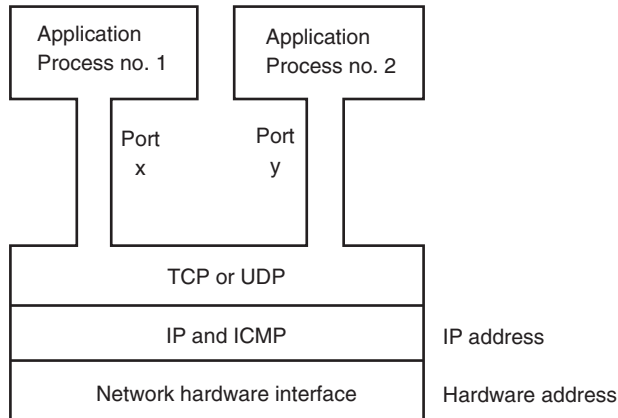 Application
Process no. 1
Application
Process no. 2
Port
x
Port
y
TCP or UDP
IP and ICMP
IP address
Network hardware interface
Hardware address